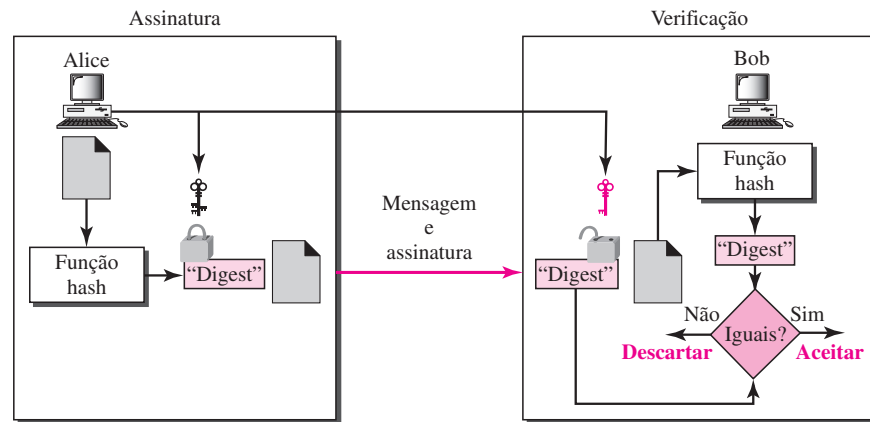 Assinatura
Verificação
Alice
Bob
Função
hash
"Digest"
Mensagem
e
assinatura
"Digest"
Função
hash
"Digest"
Não
Sim
Iguais?
Descartar
Aceitar